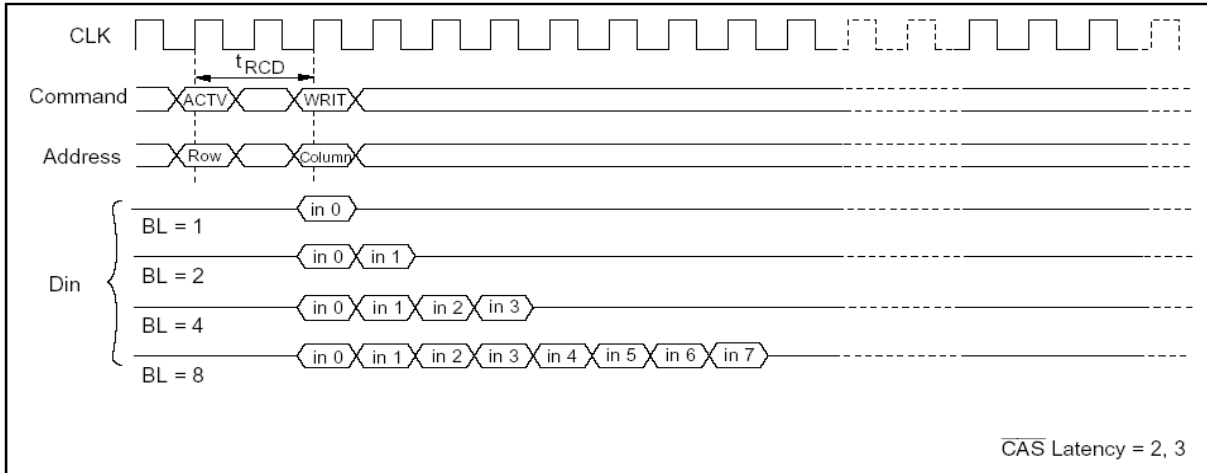 CLK
tRCD
Command ACTV WRIT
Address Row Column
in 0
BL = 1
in 0 in 1
BL = 2
Din
in 0 in 1 in 2 in 3
BL = 4
in 0 in 1 in 2 in 3 in 4 in 5 in 6 in 7
BL = 8
C̅A̅S̅ Latency = 2, 3